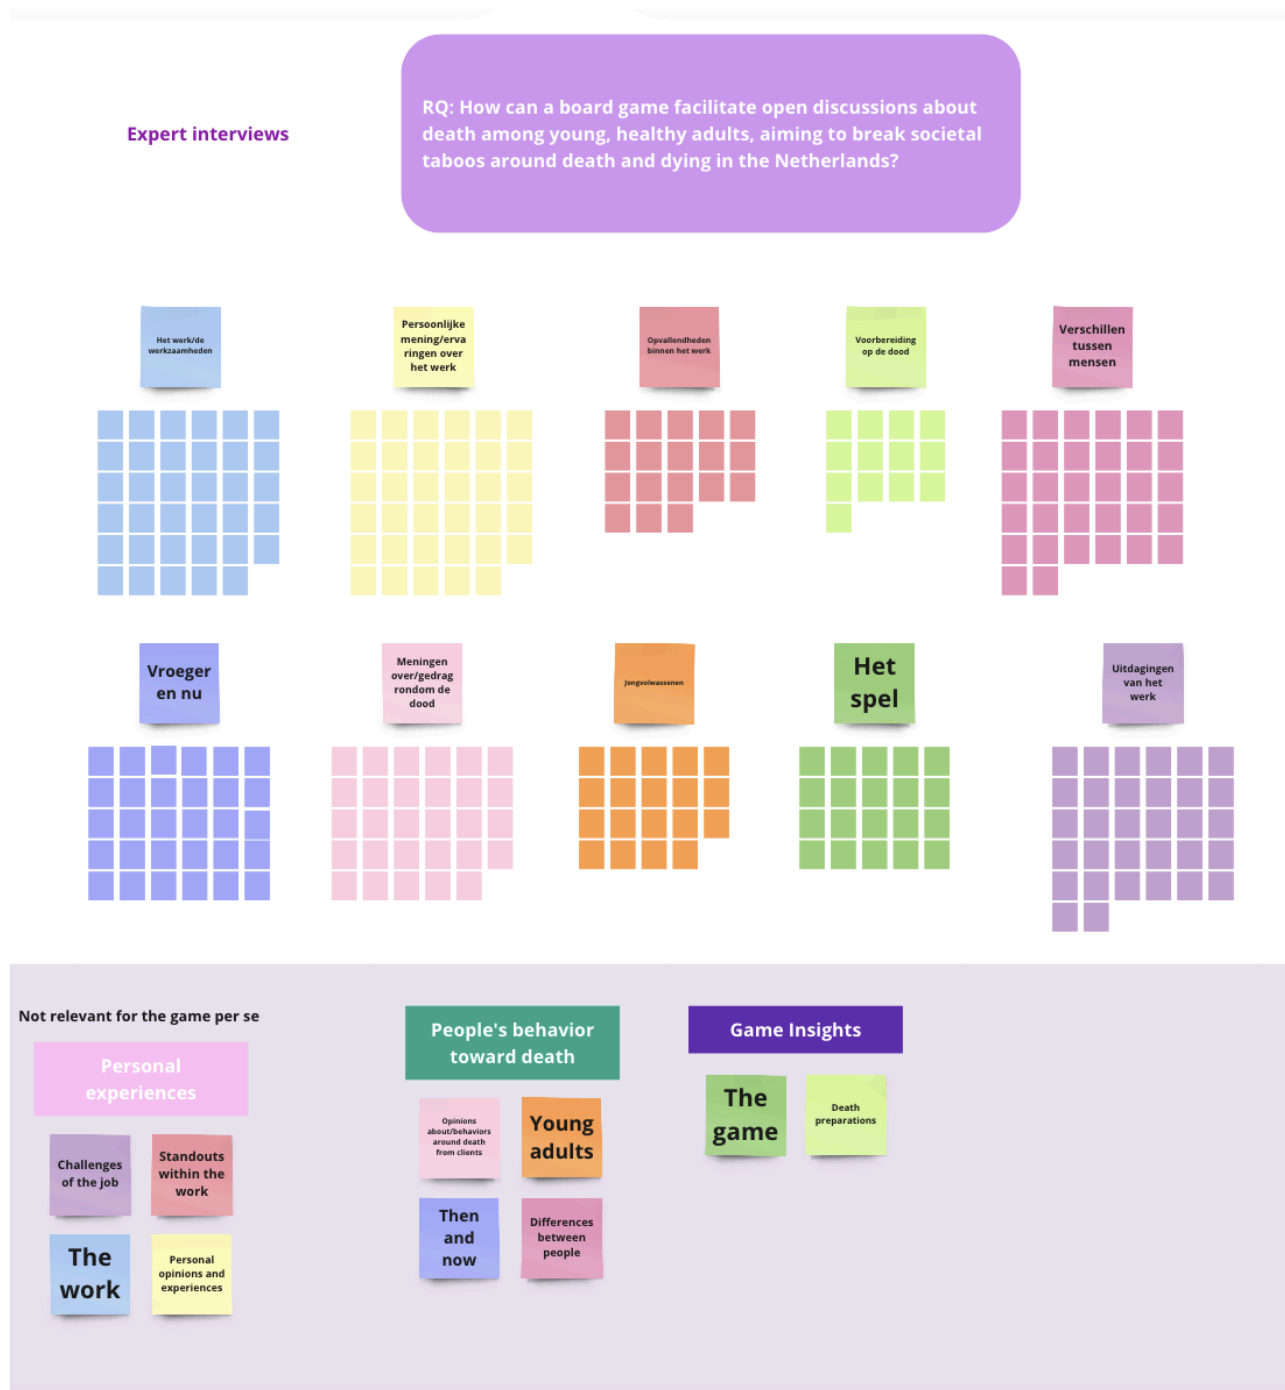 Expert interviews
RQ: How can a board game facilitate open discussions about
death among young, healthy adults, aiming to break societal
taboos around death and dying in the Netherlands?
Het werk/de
werkzaamheden
Persoonlijke
mening/erva
ringen over
het werk
Opvallendheden
binnen het werk
Voorbereiding
op de dood
Verschillen
tussen
mensen
Vroeger
en nu
Meningen
over/gedrag
rondom de
dood
Jongvolwassenen
Het
spel
Uitdagingen
van het
werk
Not relevant for the game per se
Personal
experiences
Challenges
of the job
Standouts
within the
work
The
work
Personal
opinions and
experiences
People's behavior
toward death
Opinions
about/behaviors
around death
from clients
Young
adults
Then
and
now
Differences
between
people
Game Insights
The
game
Death
preparations